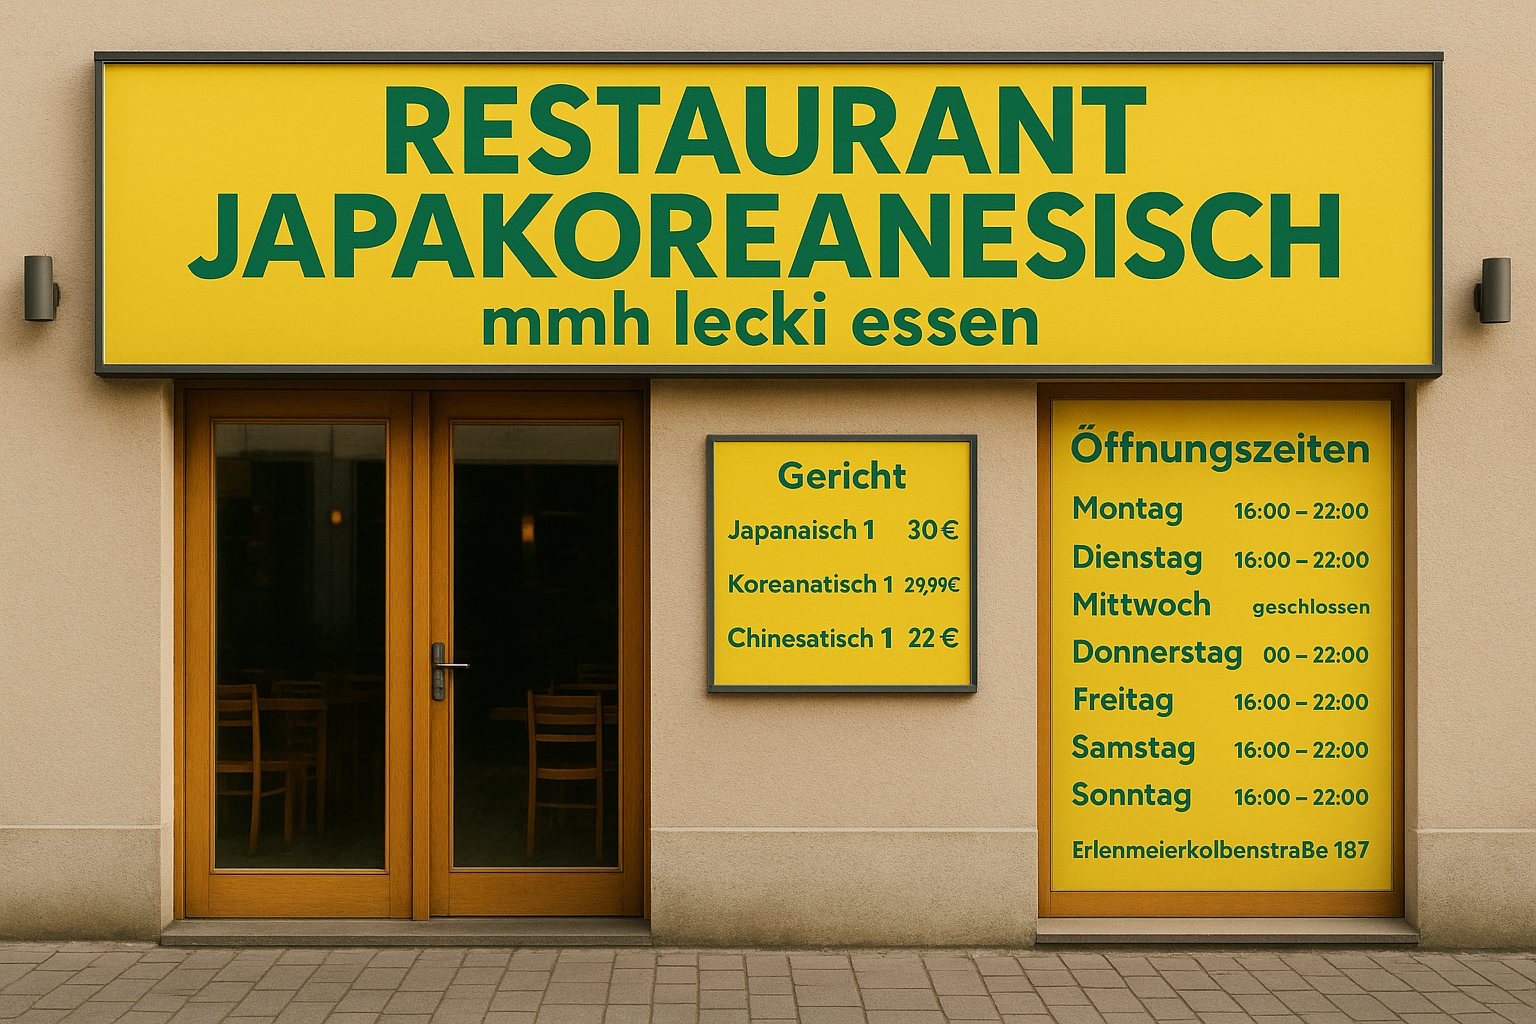 RESTAURANT
JAPAKOREANESISCH
mmh lecki essen
Gericht
Japanaisch 1 30 €
Koreanatisch 1 29,99€
Chinesatisch 1 22 €
Öffnungszeiten
Montag 16:00 – 22:00
Dienstag 16:00 – 22:00
Mittwoch geschlossen
Donnerstag 00 – 22:00
Freitag 16:00 – 22:00
Samstag 16:00 – 22:00
Sonntag 16:00 – 22:00
ErlenmeierkolbenstraBe 187